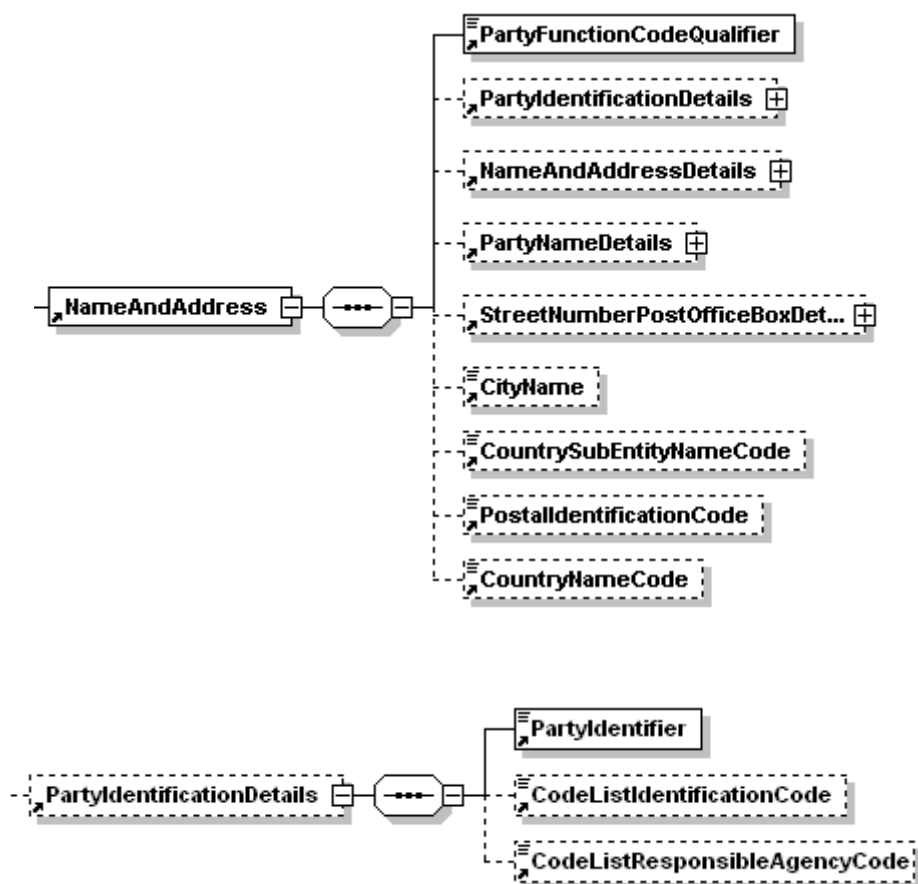 PartyFunctionCodeQualifier
PartyIdentificationDetails
NameAndAddressDetails
PartyNameDetails
NameAndAddress
StreetNumberPostOfficeBoxDet...
CityName
CountrySubEntityNameCode
PostalIdentificationCode
CountryNameCode
PartyIdentifier
PartyIdentificationDetails
CodeListIdentificationCode
CodeListResponsibleAgencyCode